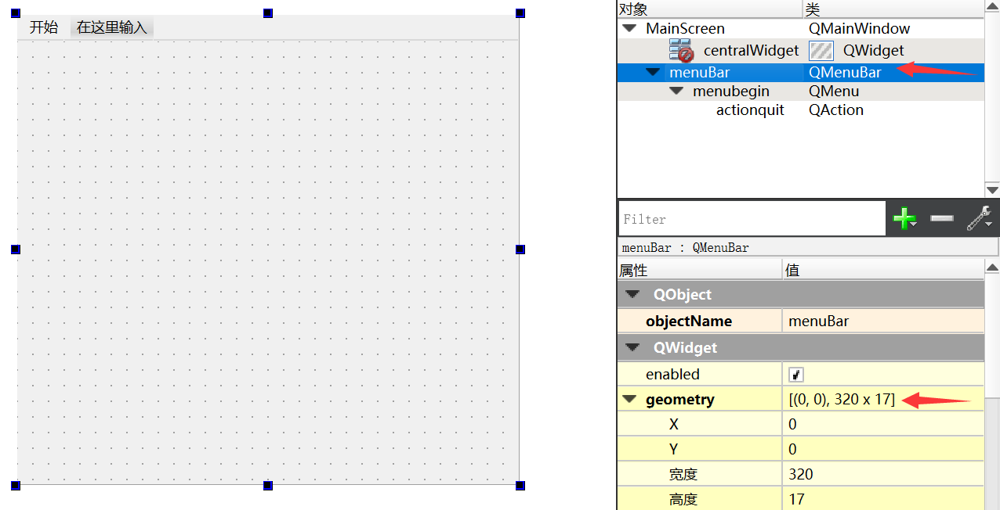 开始 在这里输入
对象 类
MainScreen QMainWindow
centralWidget QWidget
menuBar QMenuBar
menubegin QMenu
actionquit QAction
Filter
menuBar : QMenuBar
属性 值
QObject
objectName menuBar
QWidget
enabled
geometry [(0, 0), 320 x 17]
X 0
Y 0
宽度 320
高度 17